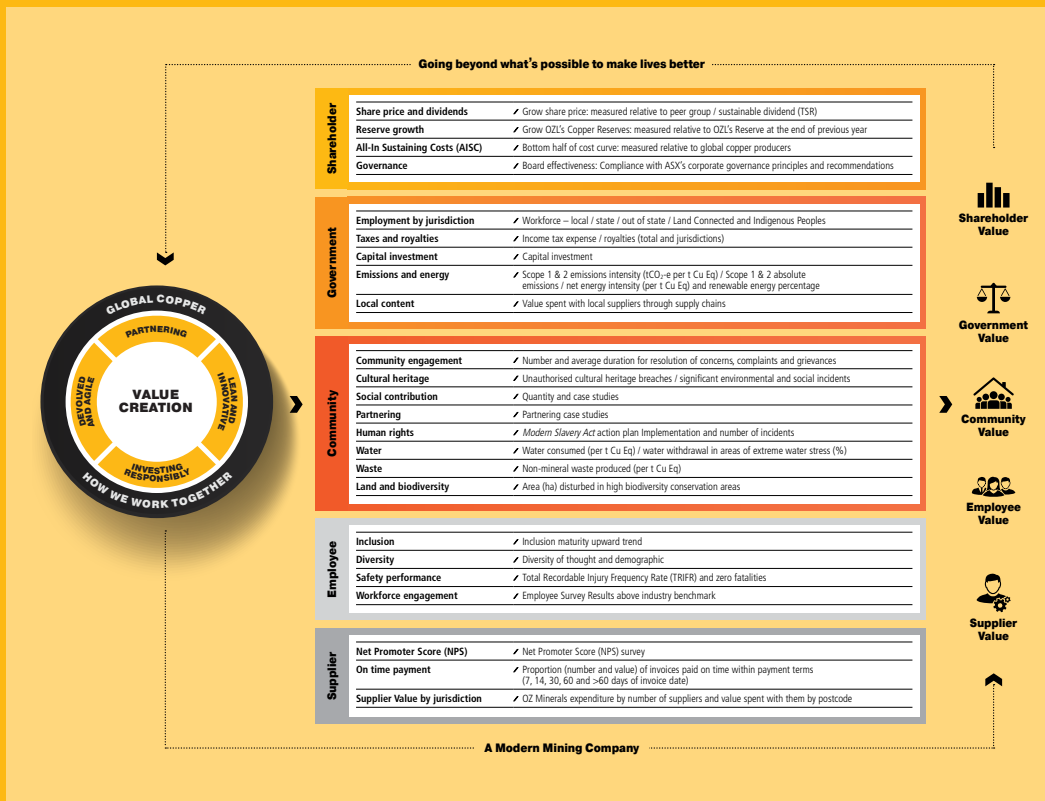 Going beyond what's possible to make lives better
GLOBAL COPPER
PARTNERING
DEVOLVED
AND AGILE
VALUE
CREATION
LEAN AND
INNOVATIVE
INVESTING
RESPONSIBLY
HOW WE WORK TOGETHER
Shareholder
Share price and dividends Grow share price: measured relative to peer group / sustainable dividend (TSR)
Reserve growth Grow OZL's Copper Reserves: measured relative to OZL's Reserve at the end of previous year
All-In Sustaining Costs (AISC) Bottom half of cost curve: measured relative to global copper producers
Governance Board effectiveness: Compliance with ASX's corporate governance principles and recommendations
Government
Employment by jurisdiction Workforce – local / state / out of state / Land Connected and Indigenous Peoples
Taxes and royalties Income tax expense / royalties (total and jurisdictions)
Capital investment Capital investment
Emissions and energy Scope 1 & 2 emissions intensity (tCO₂-e per t Cu Eq) / Scope 1 & 2 absolute
emissions / net energy intensity (per t Cu Eq) and renewable energy percentage
Local content Value spent with local suppliers through supply chains
Community
Community engagement Number and average duration for resolution of concerns, complaints and grievances
Cultural heritage Unauthorised cultural heritage breaches / significant environmental and social incidents
Social contribution Quantity and case studies
Partnering Partnering case studies
Human rights Modern Slavery Act action plan Implementation and number of incidents
Water Water consumed (per t Cu Eq) / water withdrawal in areas of extreme water stress (%)
Waste Non-mineral waste produced (per t Cu Eq)
Land and biodiversity Area (ha) disturbed in high biodiversity conservation areas
Employee
Inclusion Inclusion maturity upward trend
Diversity Diversity of thought and demographic
Safety performance Total Recordable Injury Frequency Rate (TRIFR) and zero fatalities
Workforce engagement Employee Survey Results above industry benchmark
Supplier
Net Promoter Score (NPS) Net Promoter Score (NPS) survey
On time payment Proportion (number and value) of invoices paid on time within payment terms
(7, 14, 30, 60 and >60 days of invoice date)
Supplier Value by jurisdiction OZ Minerals expenditure by number of suppliers and value spent with them by postcode
Shareholder
Value
Government
Value
Community
Value
Employee
Value
Supplier
Value
A Modern Mining Company